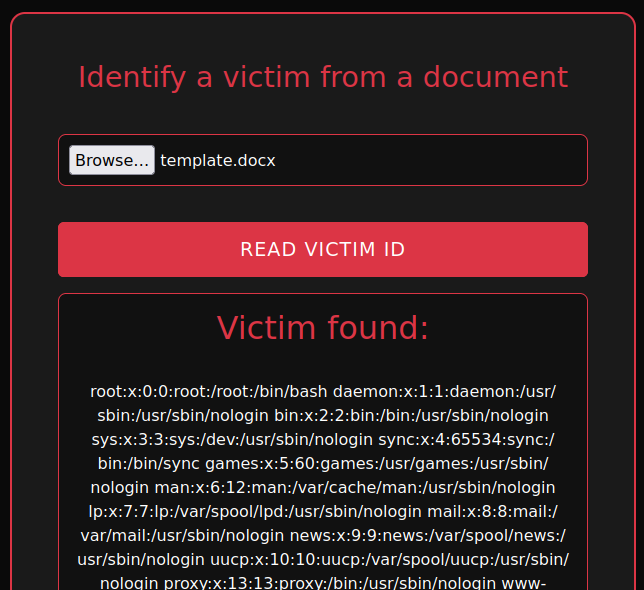 Identify a victim from a document
Browse... template.docx
READ VICTIM ID
Victim found:
root:x:0:0:root:/root:/bin/bash daemon:x:1:1:daemon:/usr/
sbin:/usr/sbin/nologin bin:x:2:2:bin:/bin:/usr/sbin/nologin
sys:x:3:3:sys:/dev:/usr/sbin/nologin sync:x:4:65534:sync:/
bin:/bin/sync games:x:5:60:games:/usr/games:/usr/sbin/
nologin man:x:6:12:man:/var/cache/man:/usr/sbin/nologin
lp:x:7:7:lp:/var/spool/lpd:/usr/sbin/nologin mail:x:8:8:mail:/
var/mail:/usr/sbin/nologin news:x:9:9:news:/var/spool/news:/
usr/sbin/nologin uucp:x:10:10:uucp:/var/spool/uucp:/usr/sbin/
nologin proxy:x:13:13:proxy:/bin:/usr/sbin/nologin www-